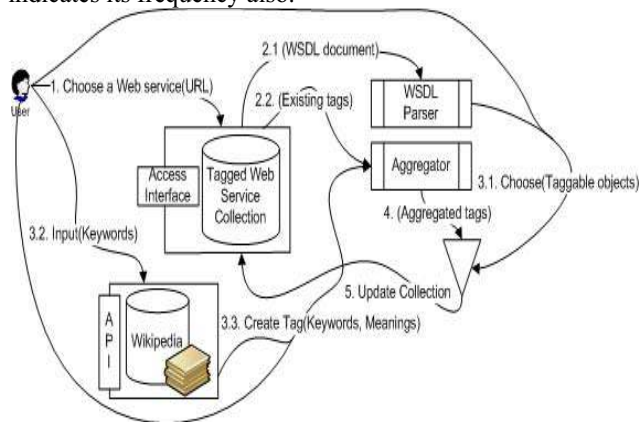 indicates its frequency also.
2.1 (WSDL document)
1. Choose a Web service(URL)
2.2. (Existing tags)
WSDL
Parser
User
Access
Interface
Tagged Web
Service
Collection
Aggregator
3.1. Choose(Taggable objects)
4. (Aggregated tags)
3.2. Input(Keywords)
5. Update Collection
A
P
I
Wikipedia
3.3. Create Tag(Keywords, Meanings)